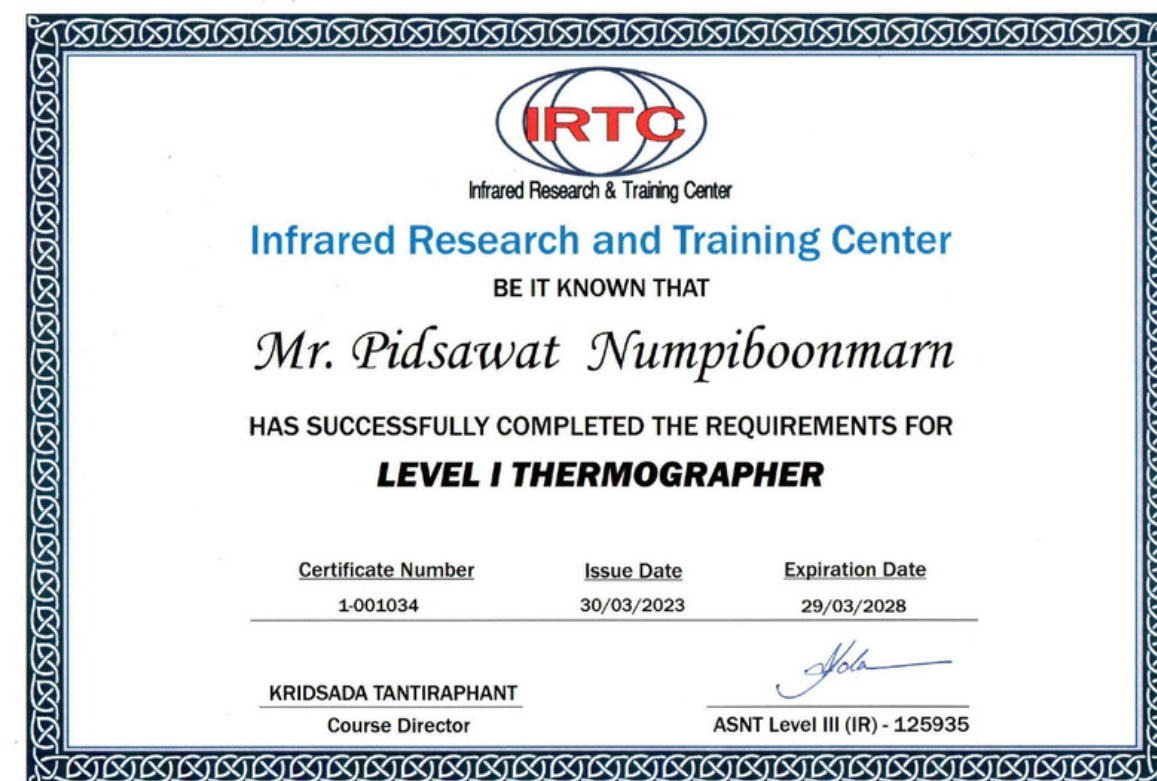 IRTC
Infrared Research & Training Center
Infrared Research and Training Center
BE IT KNOWN THAT
Mr. Pidsawat Numpiboonmarn
HAS SUCCESSFULLY COMPLETED THE REQUIREMENTS FOR
LEVEL I THERMOGRAPHER
Certificate Number Issue Date Expiration Date
1-001034 30/03/2023 29/03/2028
KRIDSADA TANTIRAPHANT
Course Director ASNT Level III (IR) - 125935